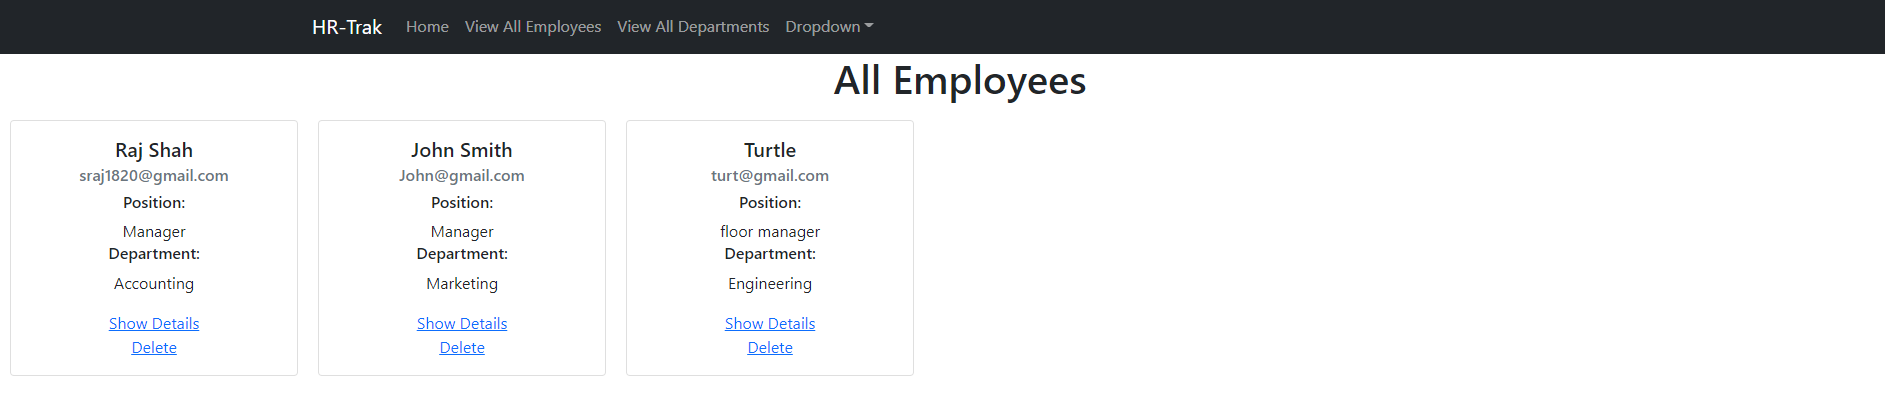 HR-Trak Home View All Employees View All Departments Dropdown
All Employees
Raj Shah
sraj1820@gmail.com
Position:
Manager
Department:
Accounting
Show Details
Delete
John Smith
John@gmail.com
Position:
Manager
Department:
Marketing
Show Details
Delete
Turtle
turt@gmail.com
Position:
floor manager
Department:
Engineering
Show Details
Delete